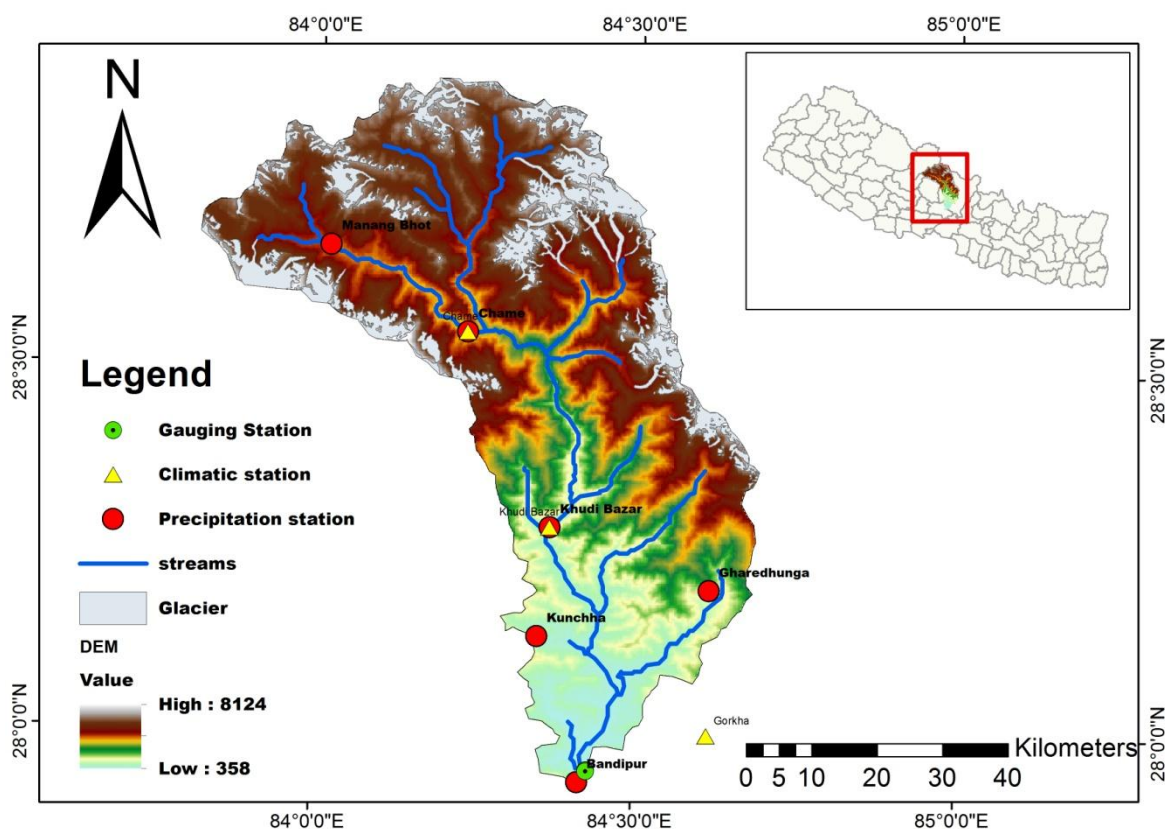 84°0'0"E
84°30'0"E
85°0'0"E
N
Manang Bhot
Chame
Chame
28°30'0"N
28°30'0"N
Legend
Gauging Station
Climatic station
Precipitation station
streams
Glacier
DEM
Value
High : 8124
Low : 358
Khudi Bazar
Khudi Bazar
Gharedhunga
Kunchha
Gorkha
28°0'0"N
28°0'0"N
Bandipur
Kilometers
0 5 10 20 30 40
84°0'0"E
84°30'0"E
85°0'0"E